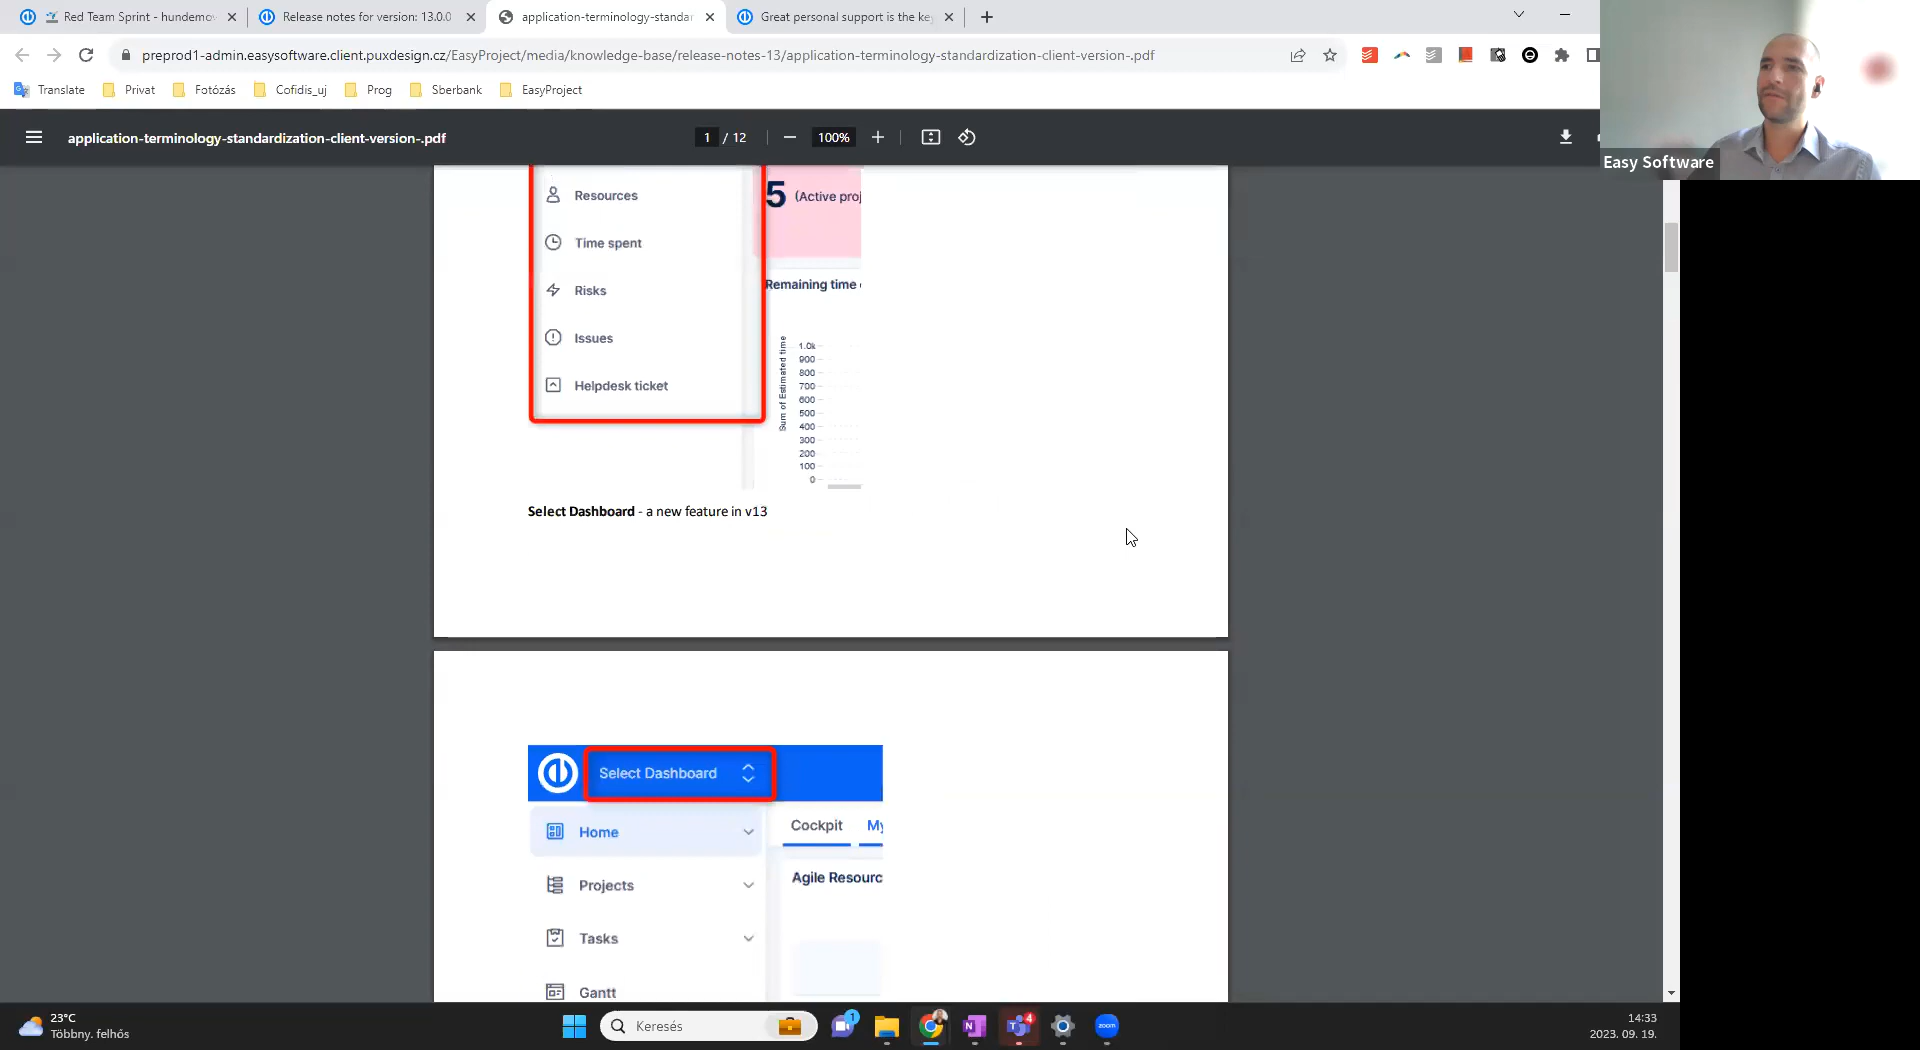 Red Team Sprint - hundemo
Release notes for version: 13.0.0
application-terminology-standar
Great personal support is the key
preprod1-admin.easysoftware.client.puxdesign.cz/EasyProject/media/knowledge-base/release-notes-13/application-terminology-standardization-client-version-.pdf
Translate
Privat
Fotózás
Cofidis_uj
Prog
Sberbank
EasyProject
application-terminology-standardization-client-version-.pdf
1 / 12
100%
Easy Software
Resources
Time spent
Risks
Issues
Helpdesk ticket
5 (Active proj
Remaining time
Sum of Estimated time
1.0k
900
800
700
600
500
400
300
200
100
0
Select Dashboard - a new feature in v13
Select Dashboard
Home
Projects
Tasks
Gantt
Cockpit
My
Agile Resourc
23°C
Többny. felhős
Keresés
1
N
4
zoom
14:33
2023. 09. 19.